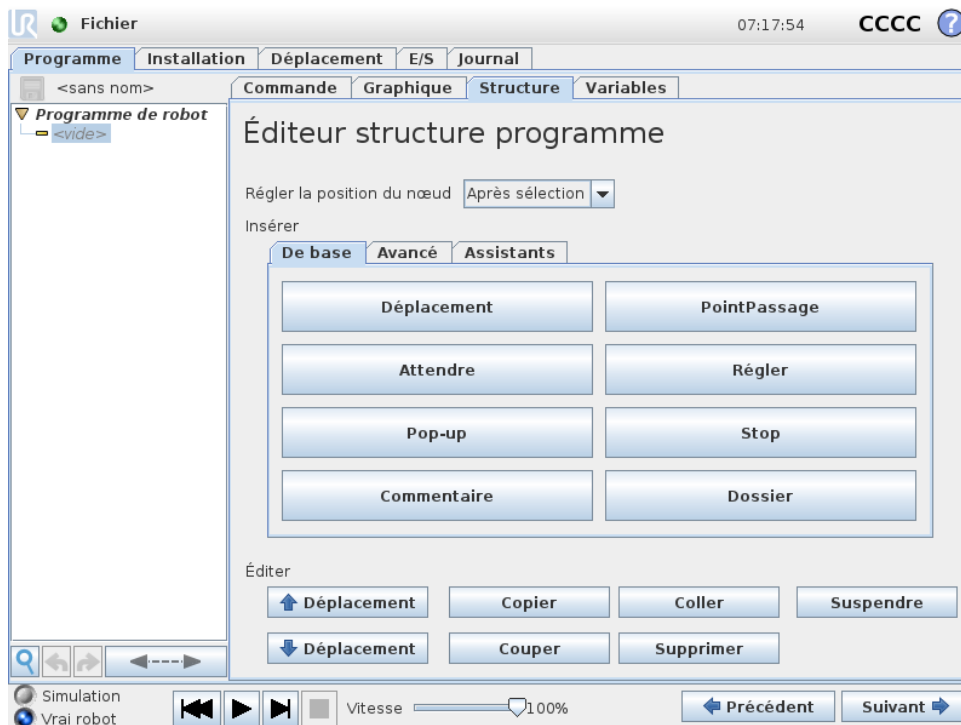 UR Fichier 07:17:54 CCCC ?
Programme Installation Déplacement E/S Journal
<sans nom> Commande Graphique Structure Variables
Programme de robot
<vide>
Éditeur structure programme
Régler la position du nœud Après sélection
Insérer
De base Avancé Assistants
Déplacement PointPassage
Attendre Régler
Pop-up Stop
Commentaire Dossier
Éditer
Déplacement Copier Coller Suspendre
Déplacement Couper Supprimer
Simulation
Vrai robot
Vitesse 100% Précédent Suivant